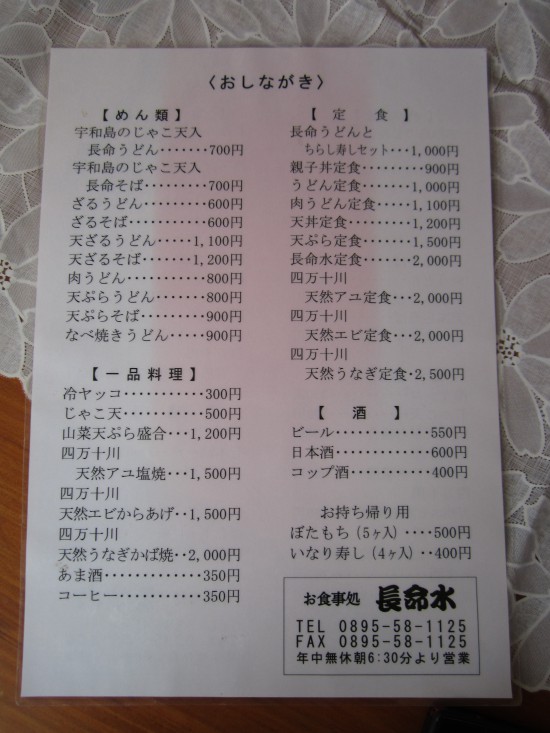 〈おしながき〉
【めん類】
宇和島のじゃこ天入
長命うどん・・・・・・・700円
宇和島のじゃこ天入
長命そば・・・・・・・・700円
ざるうどん・・・・・・・・600円
ざるそば・・・・・・・・・600円
天ざるうどん・・・・・1,100円
天ざるそば・・・・・・1,200円
肉うどん・・・・・・・・・・800円
天ぷらうどん・・・・・・800円
天ぷらそば・・・・・・・900円
なべ焼きうどん・・・・・900円
【一品料理】
冷ヤッコ・・・・・・・・・・・300円
じゃこ天・・・・・・・・・・・500円
山菜天ぷら盛合・・・1,200円
四万十川
天然アユ塩焼・・・1,500円
四万十川
天然エビからあげ・・1,500円
四万十川
天然うなぎかば焼・・2,000円
あま酒・・・・・・・・・・・・350円
コーヒー・・・・・・・・・・・350円
【定食】
長命うどんと
ちらし寿しセット・・・1,000円
親子丼定食・・・・・・・・900円
うどん定食・・・・・・・1,000円
肉うどん定食・・・・・1,100円
天丼定食・・・・・・・・1,200円
天ぷら定食・・・・・・・1,500円
長命水定食・・・・・・・2,000円
四万十川
天然アユ定食・・・2,000円
四万十川
天然エビ定食・・・2,000円
四万十川
天然うなぎ定食・2,500円
【酒】
ビール・・・・・・・・・・・・・550円
日本酒・・・・・・・・・・・・600円
コップ酒・・・・・・・・・・・400円
お持ち帰り用
ぼたもち（5ヶ入）・・・・500円
いなり寿し（4ヶ入）・・400円
お食事処 長命水
TEL 0895-58-1125
FAX 0895-58-1125
年中無休朝6:30分より営業